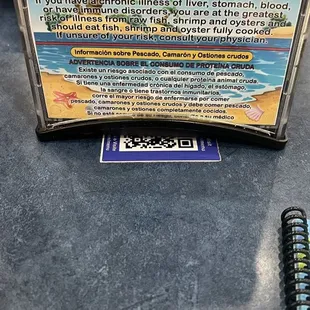 If you have a chronic illness of liver, stomach, blood,
or have immune disorders, you are at the greatest
risk of illness from raw fish, shrimp and oysters and
should eat fish, shrimp and oyster fully cooked
If unsure of your risk, consult your physician.
Información sobre Pescado, Camarón y Ostiones crudos
ADVERTENCIA SOBRE EL CONSUMO DE PROTEÍNA CRUDA
Existe un riesgo asociado con el consumo de pescado,
camarones y ostiones crudos, o cualquier proteína animal cruda
Si tiene una enfermedad crónica del hígado, el estómago,
la sangre o tiene trastornos inmunitarios,
corre el mayor riesgo de enfermarse por comer
pescado, camarones y ostiones crudos y debe comer pescado,
camarones y ostiones completamente cocidos.
Si no está su médico